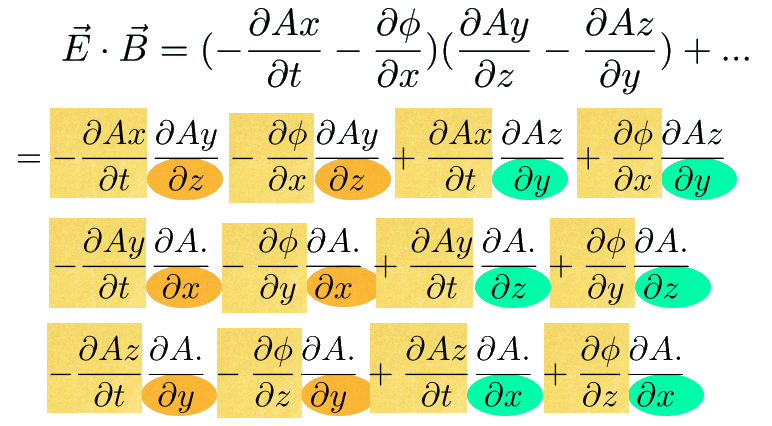 $\vec{E} \cdot \vec{B} = (-\frac{\partial Ax}{\partial t} - \frac{\partial \phi}{\partial x})(\frac{\partial Ay}{\partial z} - \frac{\partial Az}{\partial y}) + ...$
$= -\frac{\partial Ax}{\partial t}\frac{\partial Ay}{\partial z} - \frac{\partial \phi}{\partial x}\frac{\partial Ay}{\partial z} + \frac{\partial Ax}{\partial t}\frac{\partial Az}{\partial y} + \frac{\partial \phi}{\partial x}\frac{\partial Az}{\partial y}$
$-\frac{\partial Ay}{\partial t}\frac{\partial A.}{\partial x} - \frac{\partial \phi}{\partial y}\frac{\partial A.}{\partial x} + \frac{\partial Ay}{\partial t}\frac{\partial A.}{\partial z} + \frac{\partial \phi}{\partial y}\frac{\partial A.}{\partial z}$
$-\frac{\partial Az}{\partial t}\frac{\partial A.}{\partial y} - \frac{\partial \phi}{\partial z}\frac{\partial A.}{\partial y} + \frac{\partial Az}{\partial t}\frac{\partial A.}{\partial x} + \frac{\partial \phi}{\partial z}\frac{\partial A.}{\partial x}$